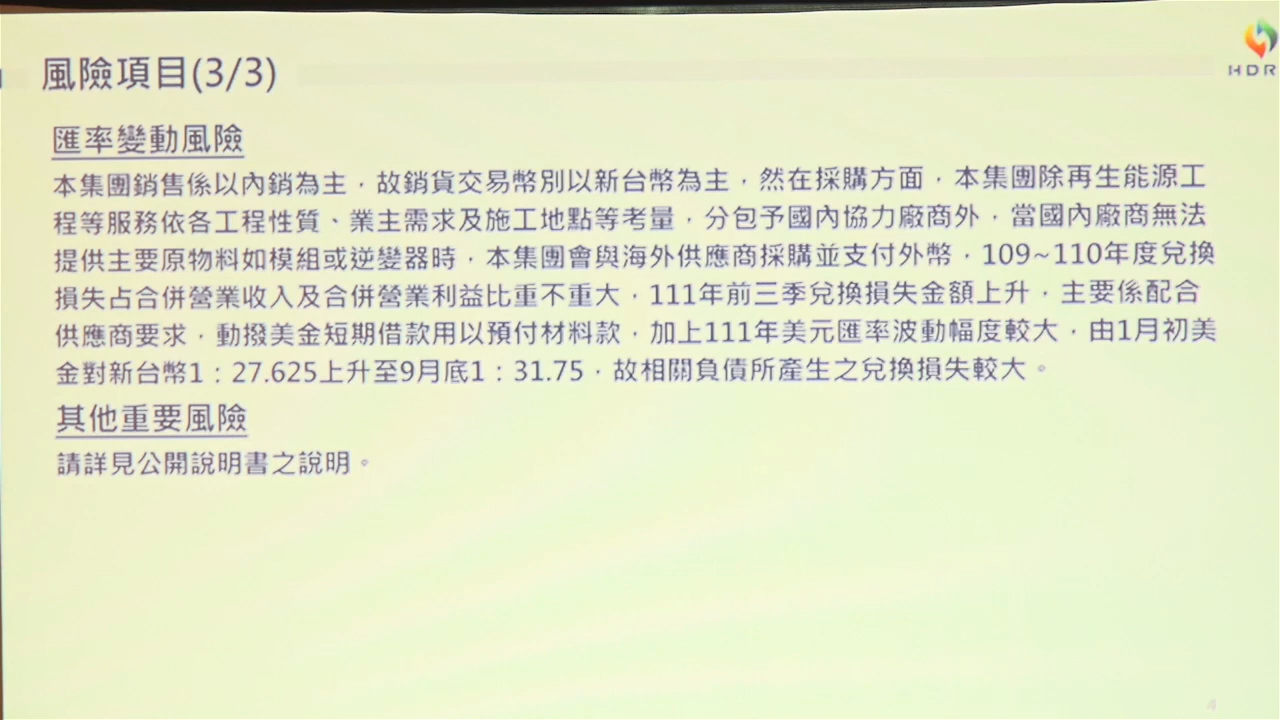 風險項目(3/3)
HDR
匯率變動風險
本集團銷售係以內銷為主，故銷貨交易幣別以新台幣為主，然在採購方面，本集團除再生能源工
程等服務依各工程性質、業主需求及施工地點等考量，分包予國內協力廠商外，當國內廠商無法
提供主要原物料如模組或逆變器時，本集團會與海外供應商採購並支付外幣，109~110年度兌換
損失占合併營業收入及合併營業利益比重不重大，111年前三季兌換損失金額上升，主要係配合
供應商要求，動撥美金短期借款用以預付材料款，加上111年美元匯率波動幅度較大，由1月初美
金對新台幣1：27.625上升至9月底1：31.75，故相關負債所產生之兌換損失較大。
其他重要風險
請詳見公開說明書之說明。
4